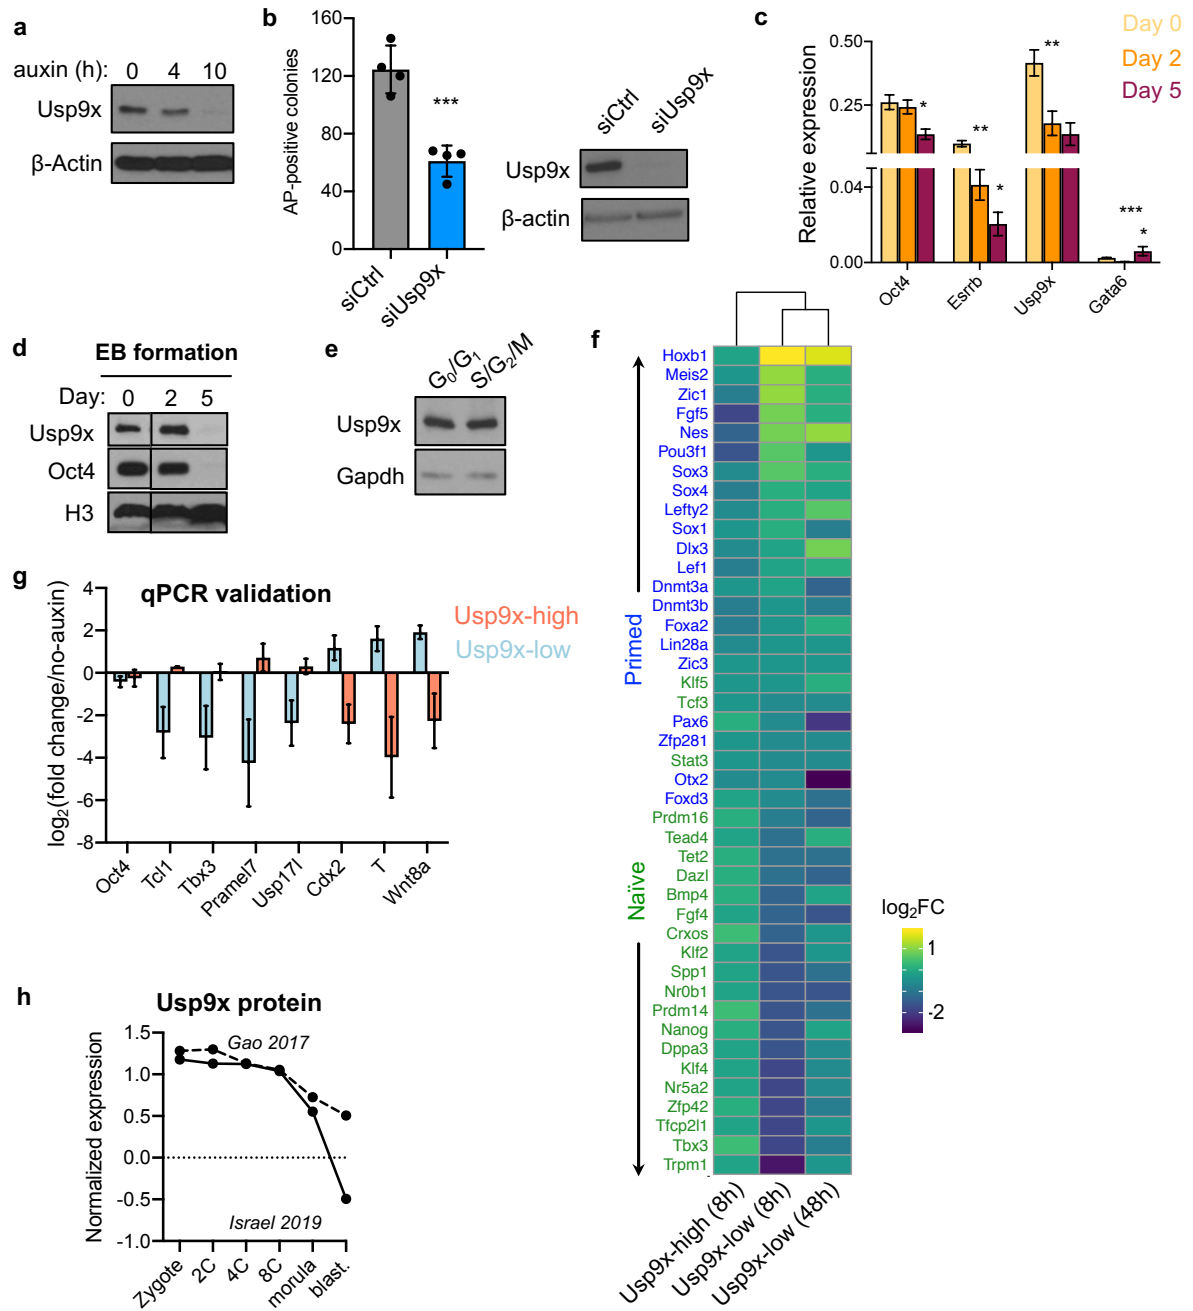 a
auxin (h): 0 4 10
Usp9x
β-Actin
b
AP-positive colonies
160
120
80
40
0
***
siCtrl
siUsp9x
siCtrl
siUsp9x
Usp9x
β-actin
c
Day 0
Day 2
Day 5
Relative expression
0.50
0.25
0.04
0.00
*
**
*
**
***
*
Oct4
Esrrb
Usp9x
Gata6
d
EB formation
Day: 0 2 5
Usp9x
Oct4
H3
e
G0/G1
S/G2/M
Usp9x
Gapdh
f
Hoxb1
Meis2
Zic1
Fgf5
Nes
Pou3f1
Sox3
Sox4
Lefty2
Sox1
Dlx3
Lef1
Dnmt3a
Dnmt3b
Foxa2
Lin28a
Zic3
Klf5
Tcf3
Pax6
Zfp281
Stat3
Otx2
Foxd3
Prdm16
Tead4
Tet2
Dazl
Bmp4
Fgf4
Crxos
Klf2
Spp1
Nr0b1
Prdm14
Nanog
Dppa3
Klf4
Nr5a2
Zfp42
Tfcp2l1
Tbx3
Trpm1
Primed
Naïve
Usp9x-high (8h)
Usp9x-low (8h)
Usp9x-low (48h)
log2FC
1
-2
g
qPCR validation
Usp9x-high
Usp9x-low
log2(fold change/no-auxin)
4
2
0
-2
-4
-6
-8
Oct4
Tcl1
Tbx3
Pramel7
Usp17l
Cdx2
T
Wnt8a
h
Usp9x protein
Normalized expression
1.5
1.0
0.5
0.0
-0.5
-1.0
Gao 2017
Israel 2019
Zygote
2C
4C
8C
morula
blast.